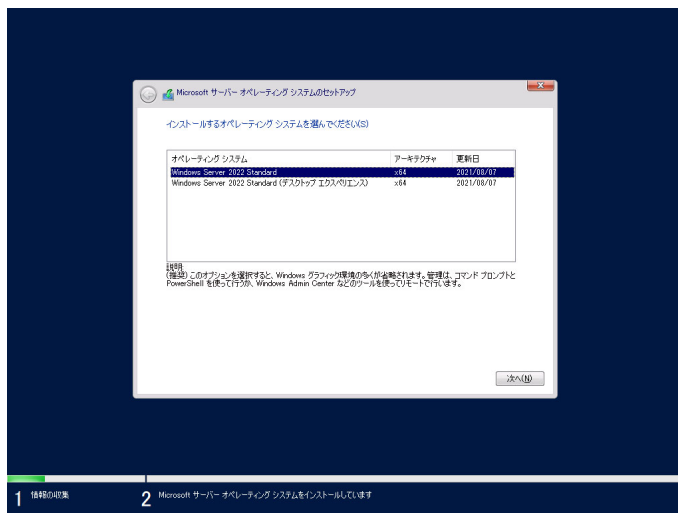 Microsoft サーバー オペレーティング システムのセットアップ
インストールするオペレーティング システムを選んでください(S)
オペレーティング システム アーキテクチャ 更新日
Windows Server 2022 Standard x64 2021/08/07
Windows Server 2022 Standard (デスクトップ エクスペリエンス) x64 2021/08/07
説明:
(推奨) このオプションを選択すると、Windows グラフィック環境の多くが省略されます。管理は、コマンド プロンプトと
PowerShell を使って行うか、Windows Admin Center などのツールを使ってリモートで行います。
次へ(N)
1 情報の収集
2 Microsoft サーバー オペレーティング システムをインストールしています